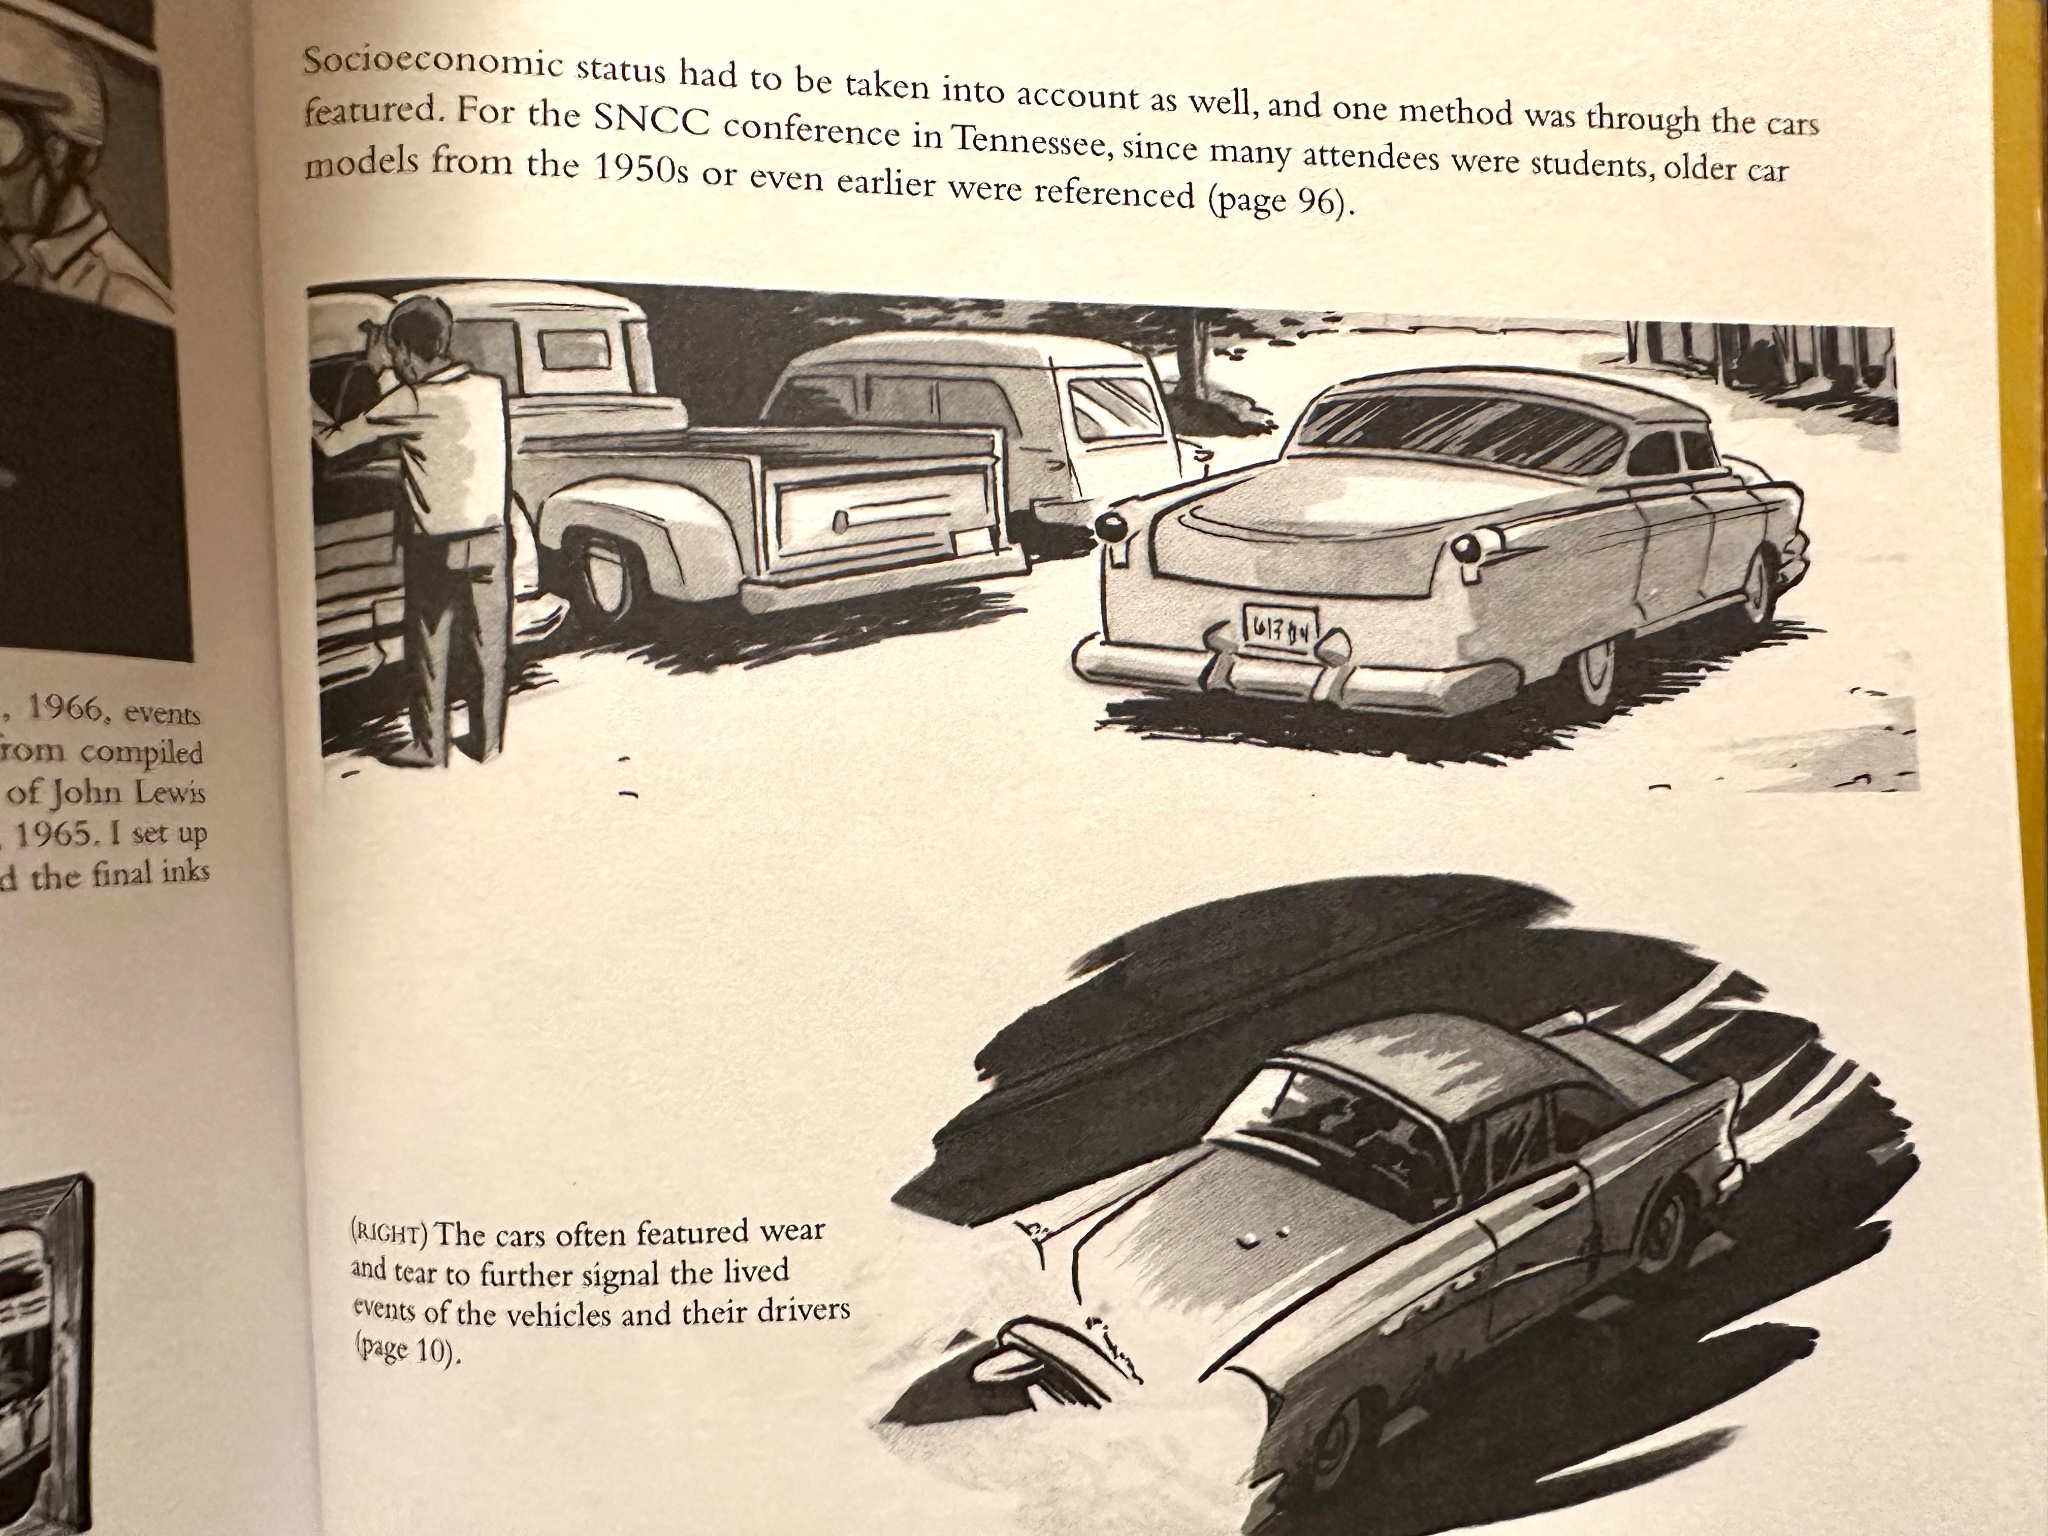 , 1966, events
rom compiled
of John Lewis
, 1965. I set up
d the final inks
Socioeconomic status had to be taken into account as well, and one method was through the cars
featured. For the SNCC conference in Tennessee, since many attendees were students, older car
models from the 1950s or even earlier were referenced (page 96).
(RIGHT) The cars often featured wear
and tear to further signal the lived
events of the vehicles and their drivers
(page 10).